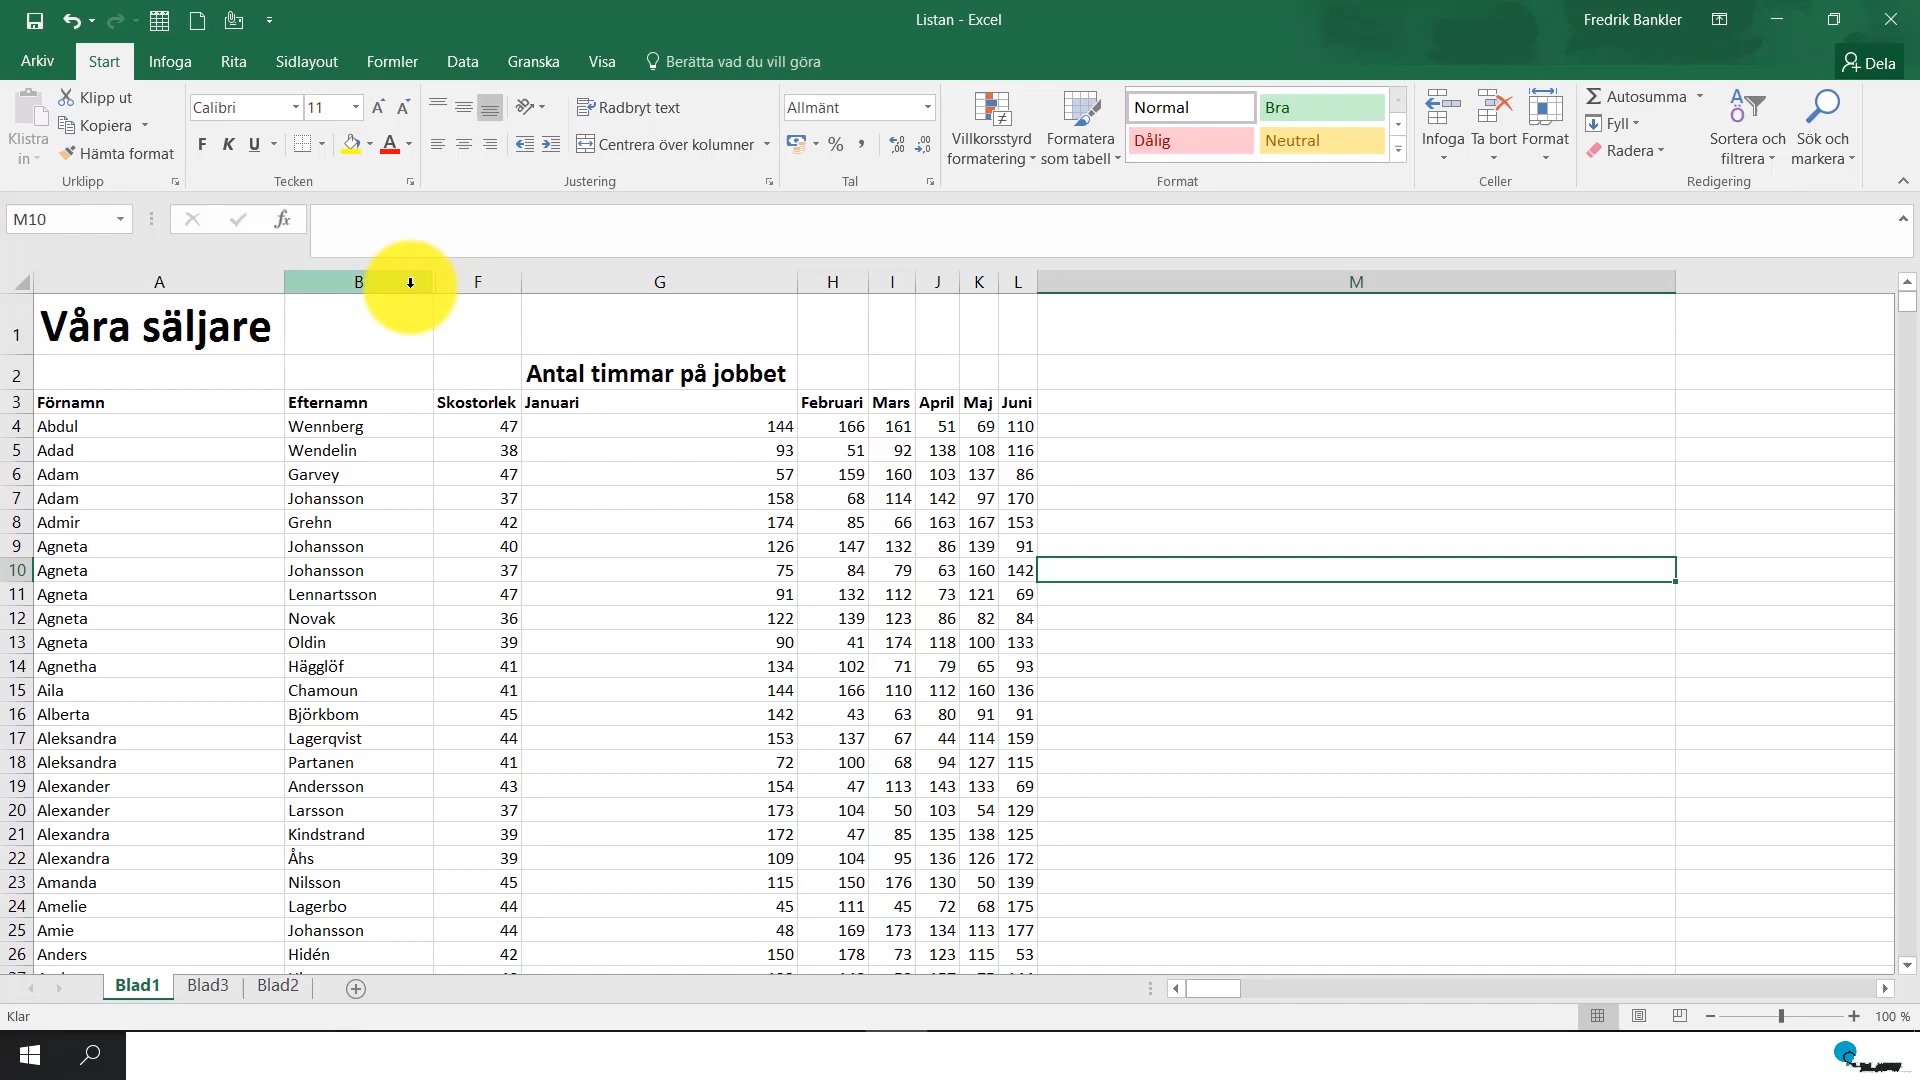 Listan - Excel
Fredrik Bankler
Arkiv Start Infoga Rita Sidlayout Formler Data Granska Visa Berätta vad du vill göra Dela
Klistra in
Klipp ut
Kopiera
Hämta format
Urklipp
Calibri 11
F K U
Tecken
Radbryt text
Centrera över kolumner
Justering
Allmänt
%
Tal
Villkorsstyrd formatering
Formatera som tabell
Normal Bra
Dålig Neutral
Format
Infoga Ta bort Format
Celler
Autosumma
Fyll
Radera
Sortera och filtrera
Sök och markera
Redigering
M10
fx
A B F G H I J K L M
1 Våra säljare
2 Antal timmar på jobbet
3 Förnamn Efternamn Skostorlek Januari Februari Mars April Maj Juni
4 Abdul Wennberg 47 144 166 161 51 69 110
5 Adad Wendelin 38 93 51 92 138 108 116
6 Adam Garvey 47 57 159 160 103 137 86
7 Adam Johansson 37 158 68 114 142 97 170
8 Admir Grehn 42 174 85 66 163 167 153
9 Agneta Johansson 40 126 147 132 86 139 91
10 Agneta Johansson 37 75 84 79 63 160 142
11 Agneta Lennartsson 47 91 132 112 73 121 69
12 Agneta Novak 36 122 139 123 86 82 84
13 Agneta Oldin 39 90 41 174 118 100 133
14 Agnetha Hägglöf 41 134 102 71 79 65 93
15 Aila Chamoun 41 144 166 110 112 160 136
16 Alberta Björkbom 45 142 43 63 80 91 91
17 Aleksandra Lagerqvist 44 153 137 67 44 114 159
18 Aleksandra Partanen 41 72 100 68 94 127 115
19 Alexander Andersson 43 154 47 113 143 133 69
20 Alexander Larsson 37 173 104 50 103 54 129
21 Alexandra Kindstrand 39 172 47 85 135 138 125
22 Alexandra Åhs 39 109 104 95 136 126 172
23 Amanda Nilsson 45 115 150 176 130 50 139
24 Amelie Lagerbo 44 45 111 45 72 68 175
25 Amie Johansson 44 48 169 173 134 113 177
26 Anders Hidén 42 150 178 73 123 115 53
Blad1 Blad3 Blad2
Klar
100 %